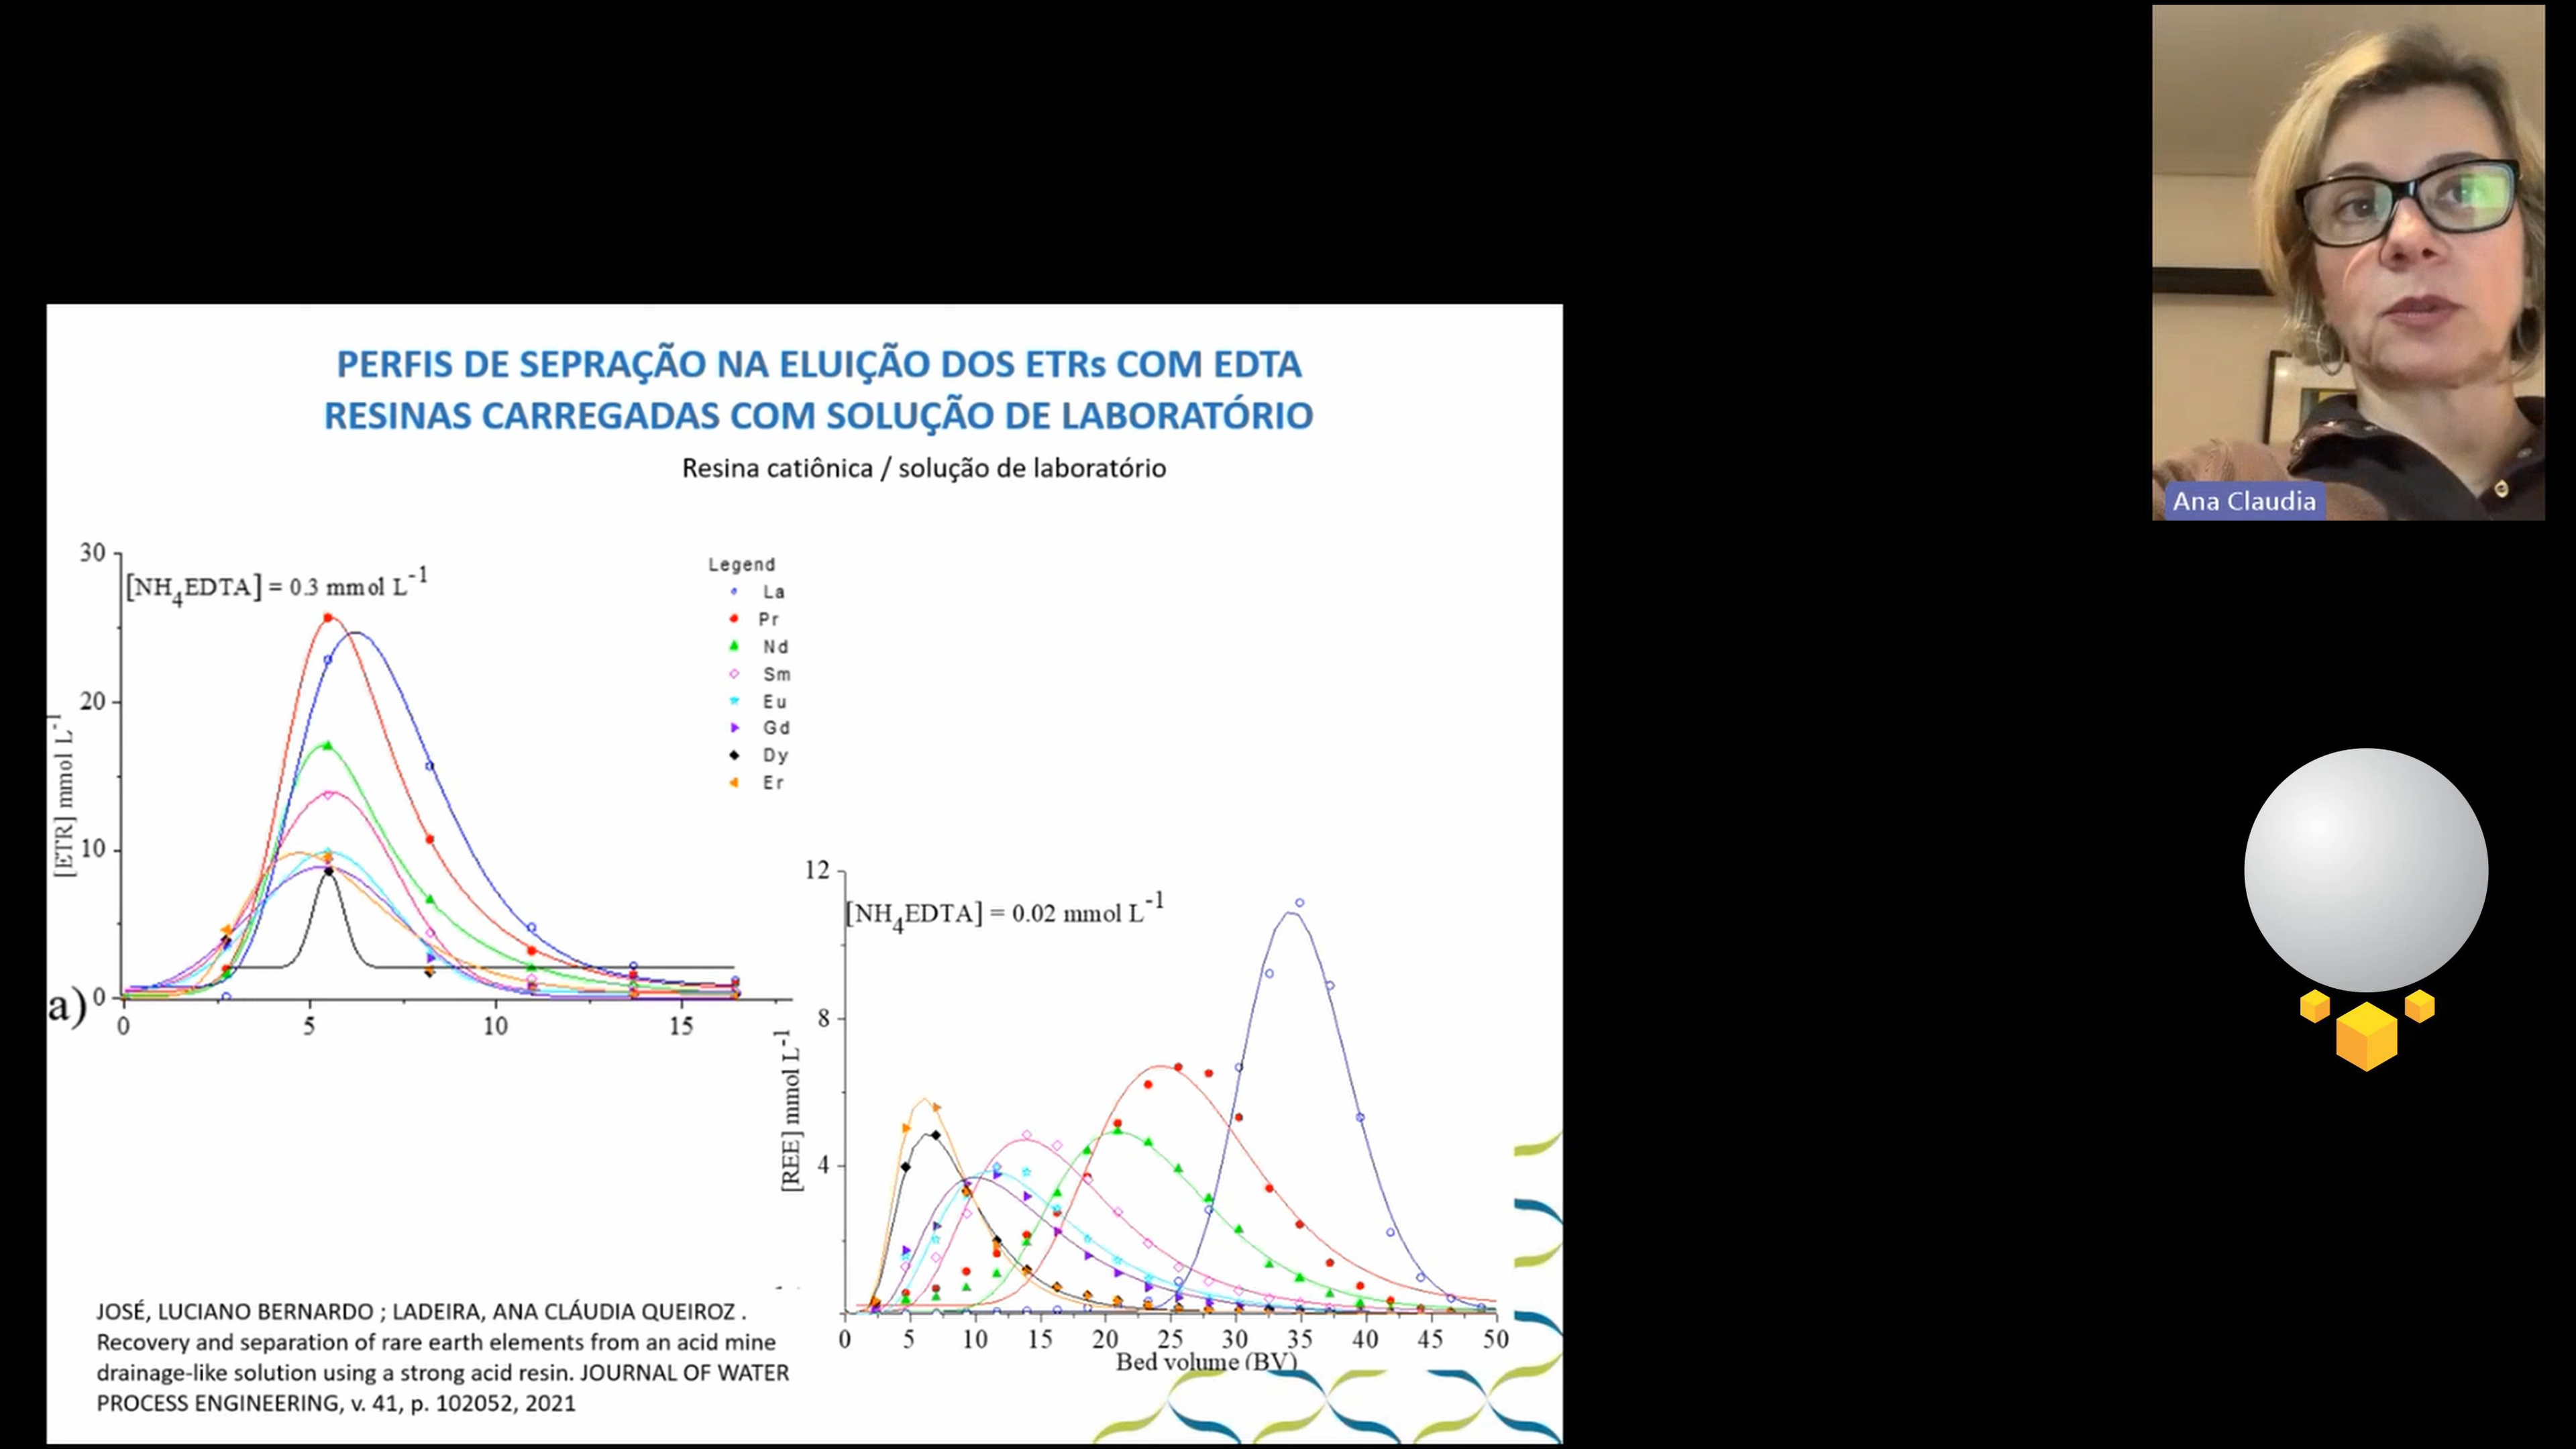 PERFIS DE SEPRAÇÃO NA ELUIÇÃO DOS ETRs COM EDTA
RESINAS CARREGADAS COM SOLUÇÃO DE LABORATÓRIO
Resina catiônica / solução de laboratório
30
20
10
0
[ETR] mmol L-1
[NH4EDTA] = 0.3 mmol L-1
a)
0 5 10 15
Legend
La
Pr
Nd
Sm
Eu
Gd
Dy
Er
12
8
4
[REE] mmol L-1
[NH4EDTA] = 0.02 mmol L-1
0 5 10 15 20 25 30 35 40 45 50
Bed volume (BV)
JOSÉ, LUCIANO BERNARDO ; LADEIRA, ANA CLÁUDIA QUEIROZ .
Recovery and separation of rare earth elements from an acid mine
drainage-like solution using a strong acid resin. JOURNAL OF WATER
PROCESS ENGINEERING, v. 41, p. 102052, 2021
Ana Claudia